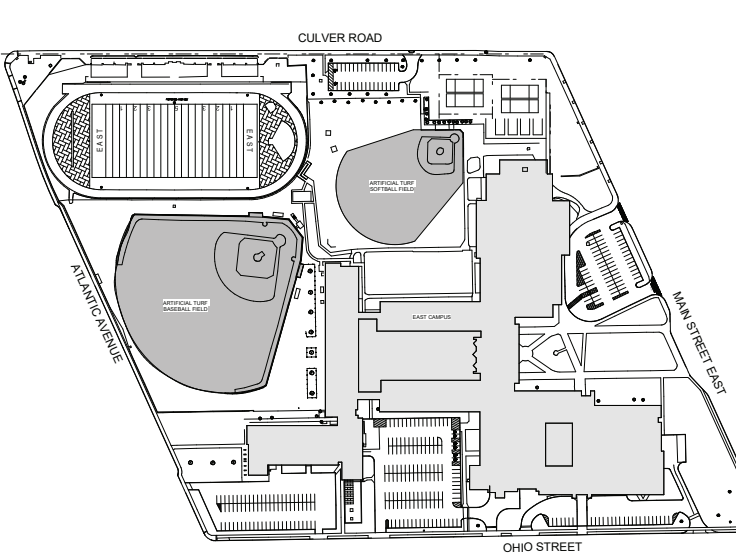 CULVER ROAD
EAST
EAST
ARTIFICIAL TURF
SOFTBALL FIELD
ARTIFICIAL TURF
BASEBALL FIELD
ATLANTIC AVENUE
EAST CAMPUS
MAIN STREET EAST
OHIO STREET